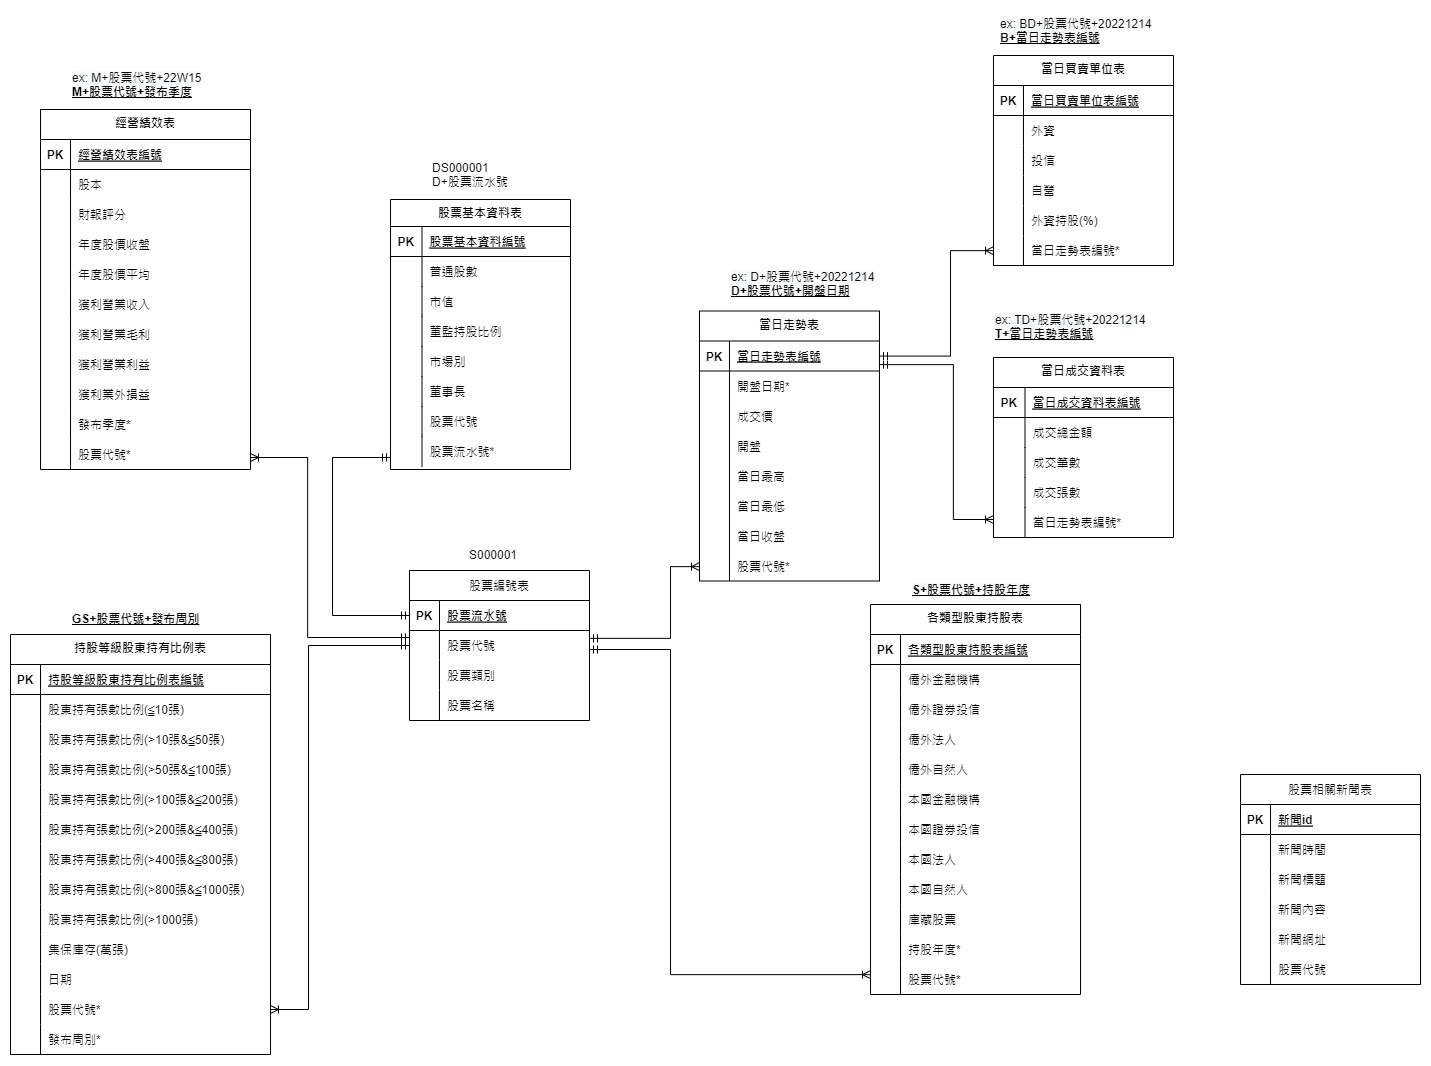 ex: M+股票代號+22W15
M+股票代號+發布季度
經營績效表
PK 經營績效表編號
股本
財報評分
年度股價收盤
年度股價平均
獲利營業收入
獲利營業毛利
獲利營業利益
獲利業外損益
發布季度*
股票代號*
GS+股票代號+發布周別
持股等級股東持有比例表
PK 持股等級股東持有比例表編號
股東持有張數比例(≦10張)
股東持有張數比例(>10張&≦50張)
股東持有張數比例(>50張&≦100張)
股東持有張數比例(>100張&≦200張)
股東持有張數比例(>200張&≦400張)
股東持有張數比例(>400張&≦800張)
股東持有張數比例(>800張&≦1000張)
股東持有張數比例(>1000張)
集保庫存(萬張)
日期
股票代號*
發布周別*
DS000001
D+股票流水號
股票基本資料表
PK 股票基本資料編號
普通股數
市值
董監持股比例
市場別
董事長
股票代號
股票流水號*
S000001
股票編號表
PK 股票流水號
股票代號
股票類別
股票名稱
ex: D+股票代號+20221214
D+股票代號+開盤日期
當日走勢表
PK 當日走勢表編號
開盤日期*
成交價
開盤
當日最高
當日最低
當日收盤
股票代號*
S+股票代號+持股年度
各類型股東持股表
PK 各類型股東持股表編號
僑外金融機構
僑外證券投信
僑外法人
僑外自然人
本國金融機構
本國證券投信
本國法人
本國自然人
庫藏股票
持股年度*
股票代號*
ex: BD+股票代號+20221214
B+當日走勢表編號
當日買賣單位表
PK 當日買賣單位表編號
外資
投信
自營
外資持股(%)
當日走勢表編號*
ex: TD+股票代號+20221214
T+當日走勢表編號
當日成交資料表
PK 當日成交資料表編號
成交總金額
成交筆數
成交張數
當日走勢表編號*
股票相關新聞表
PK 新聞id
新聞時間
新聞標題
新聞內容
新聞網址
股票代號